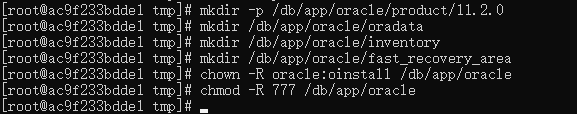 [root@ac9f233bdde1 tmp]# mkdir -p /db/app/oracle/product/11.2.0
[root@ac9f233bdde1 tmp]# mkdir /db/app/oracle/oradata
[root@ac9f233bdde1 tmp]# mkdir /db/app/oracle/inventory
[root@ac9f233bdde1 tmp]# mkdir /db/app/oracle/fast_recovery_area
[root@ac9f233bdde1 tmp]# chown -R oracle:oinstall /db/app/oracle
[root@ac9f233bdde1 tmp]# chmod -R 777 /db/app/oracle
[root@ac9f233bdde1 tmp]#